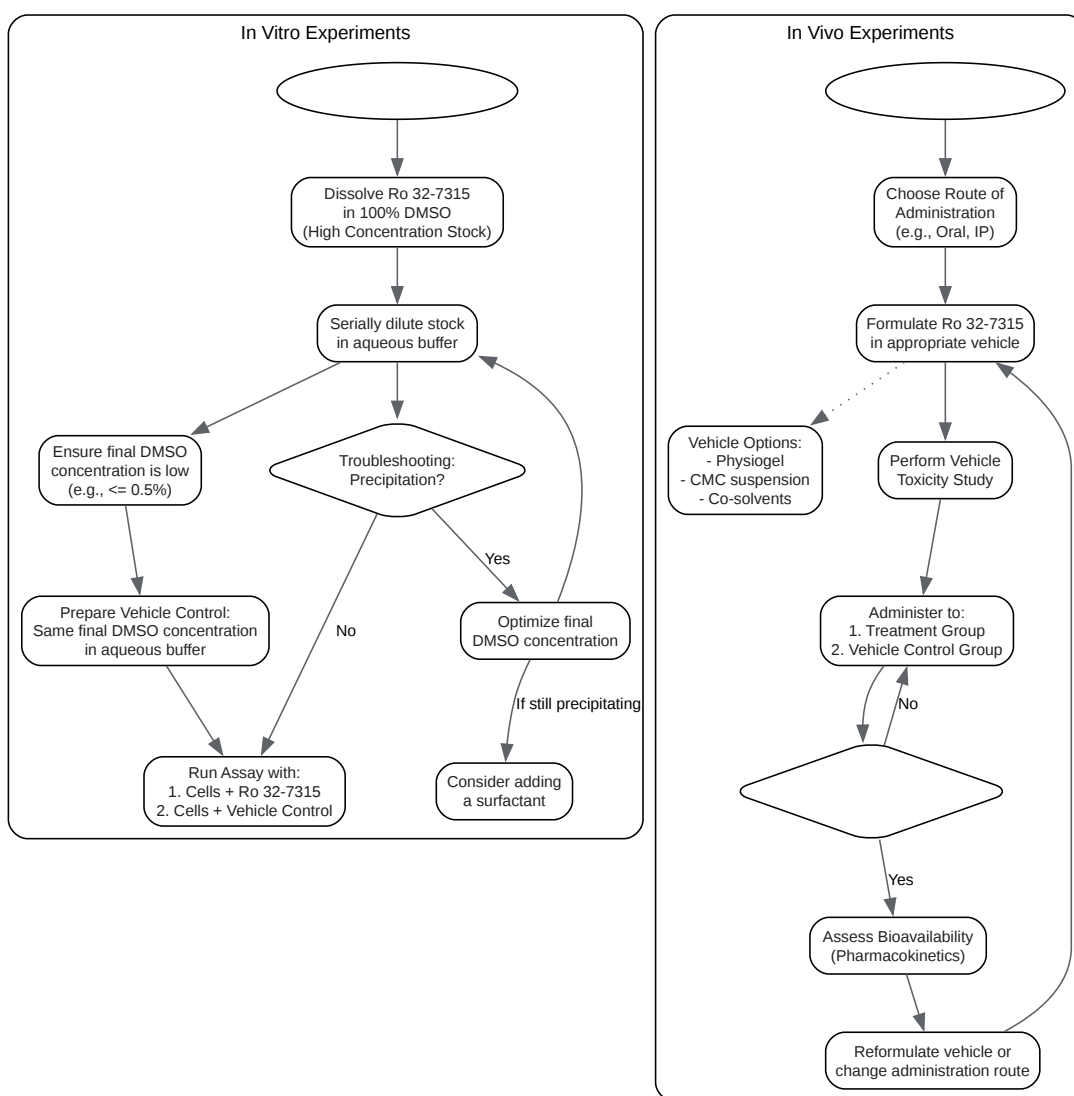 In Vitro Experiments
Dissolve Ro 32-7315
in 100% DMSO
(High Concentration Stock)
Serially dilute stock
in aqueous buffer
Ensure final DMSO
concentration is low
(e.g., <= 0.5%)
Troubleshooting:
Precipitation?
Yes
No
Prepare Vehicle Control:
Same final DMSO concentration
in aqueous buffer
Optimize final
DMSO concentration
If still precipitating
Run Assay with:
1. Cells + Ro 32-7315
2. Cells + Vehicle Control
Consider adding
a surfactant
In Vivo Experiments
Choose Route of
Administration
(e.g., Oral, IP)
Formulate Ro 32-7315
in appropriate vehicle
Vehicle Options:
- Physiogel
- CMC suspension
- Co-solvents
Perform Vehicle
Toxicity Study
Administer to:
1. Treatment Group
2. Vehicle Control Group
No
Yes
Assess Bioavailability
(Pharmacokinetics)
Reformulate vehicle or
change administration route